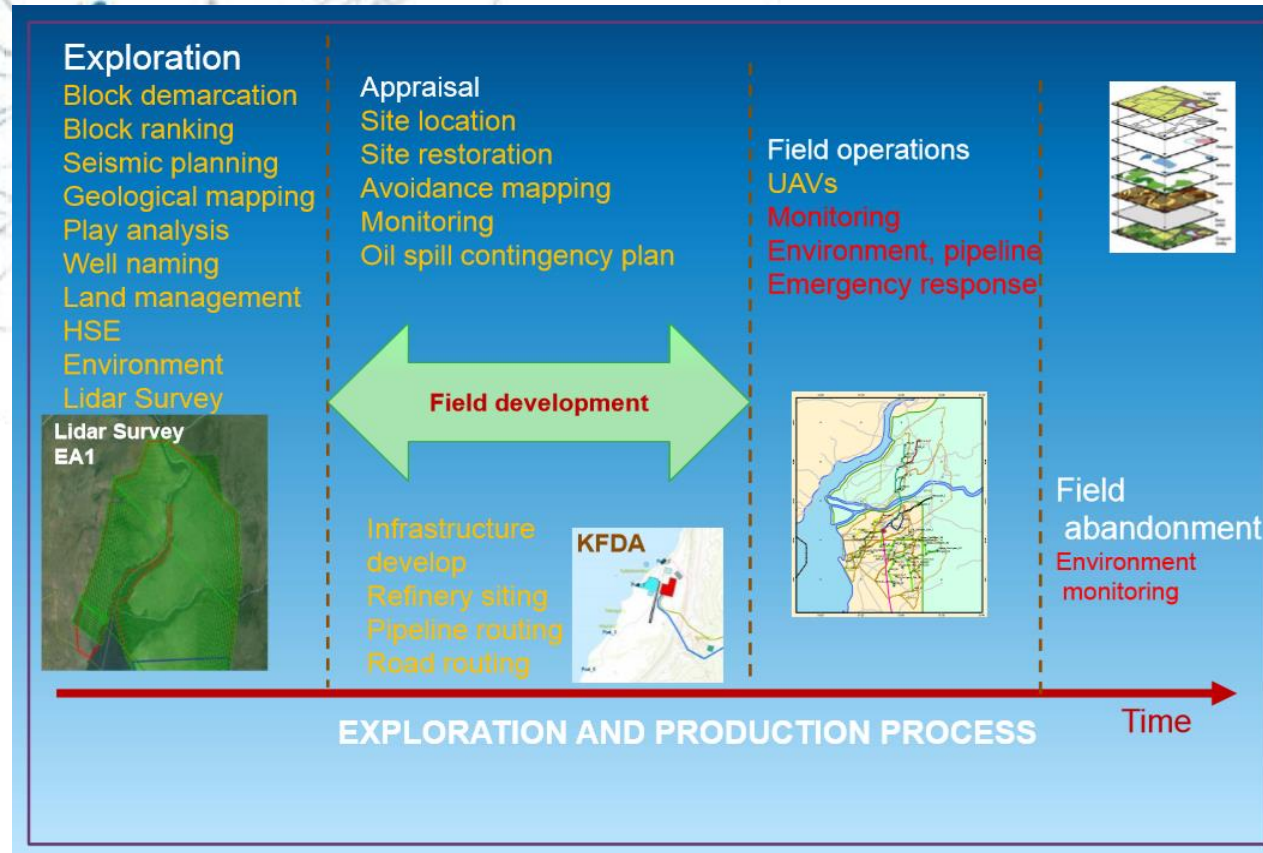 Exploration
Block demarcation
Block ranking
Seismic planning
Geological mapping
Play analysis
Well naming
Land management
HSE
Environment
Lidar Survey
Lidar Survey
EA1
Appraisal
Site location
Site restoration
Avoidance mapping
Monitoring
Oil spill contingency plan
Field development
Infrastructure
develop
Refinery siting
Pipeline routing
Road routing
KFDA
Field operations
UAVs
Monitoring
Environment, pipeline
Emergency response
Field
abandonment
Environment
monitoring
Time
EXPLORATION AND PRODUCTION PROCESS